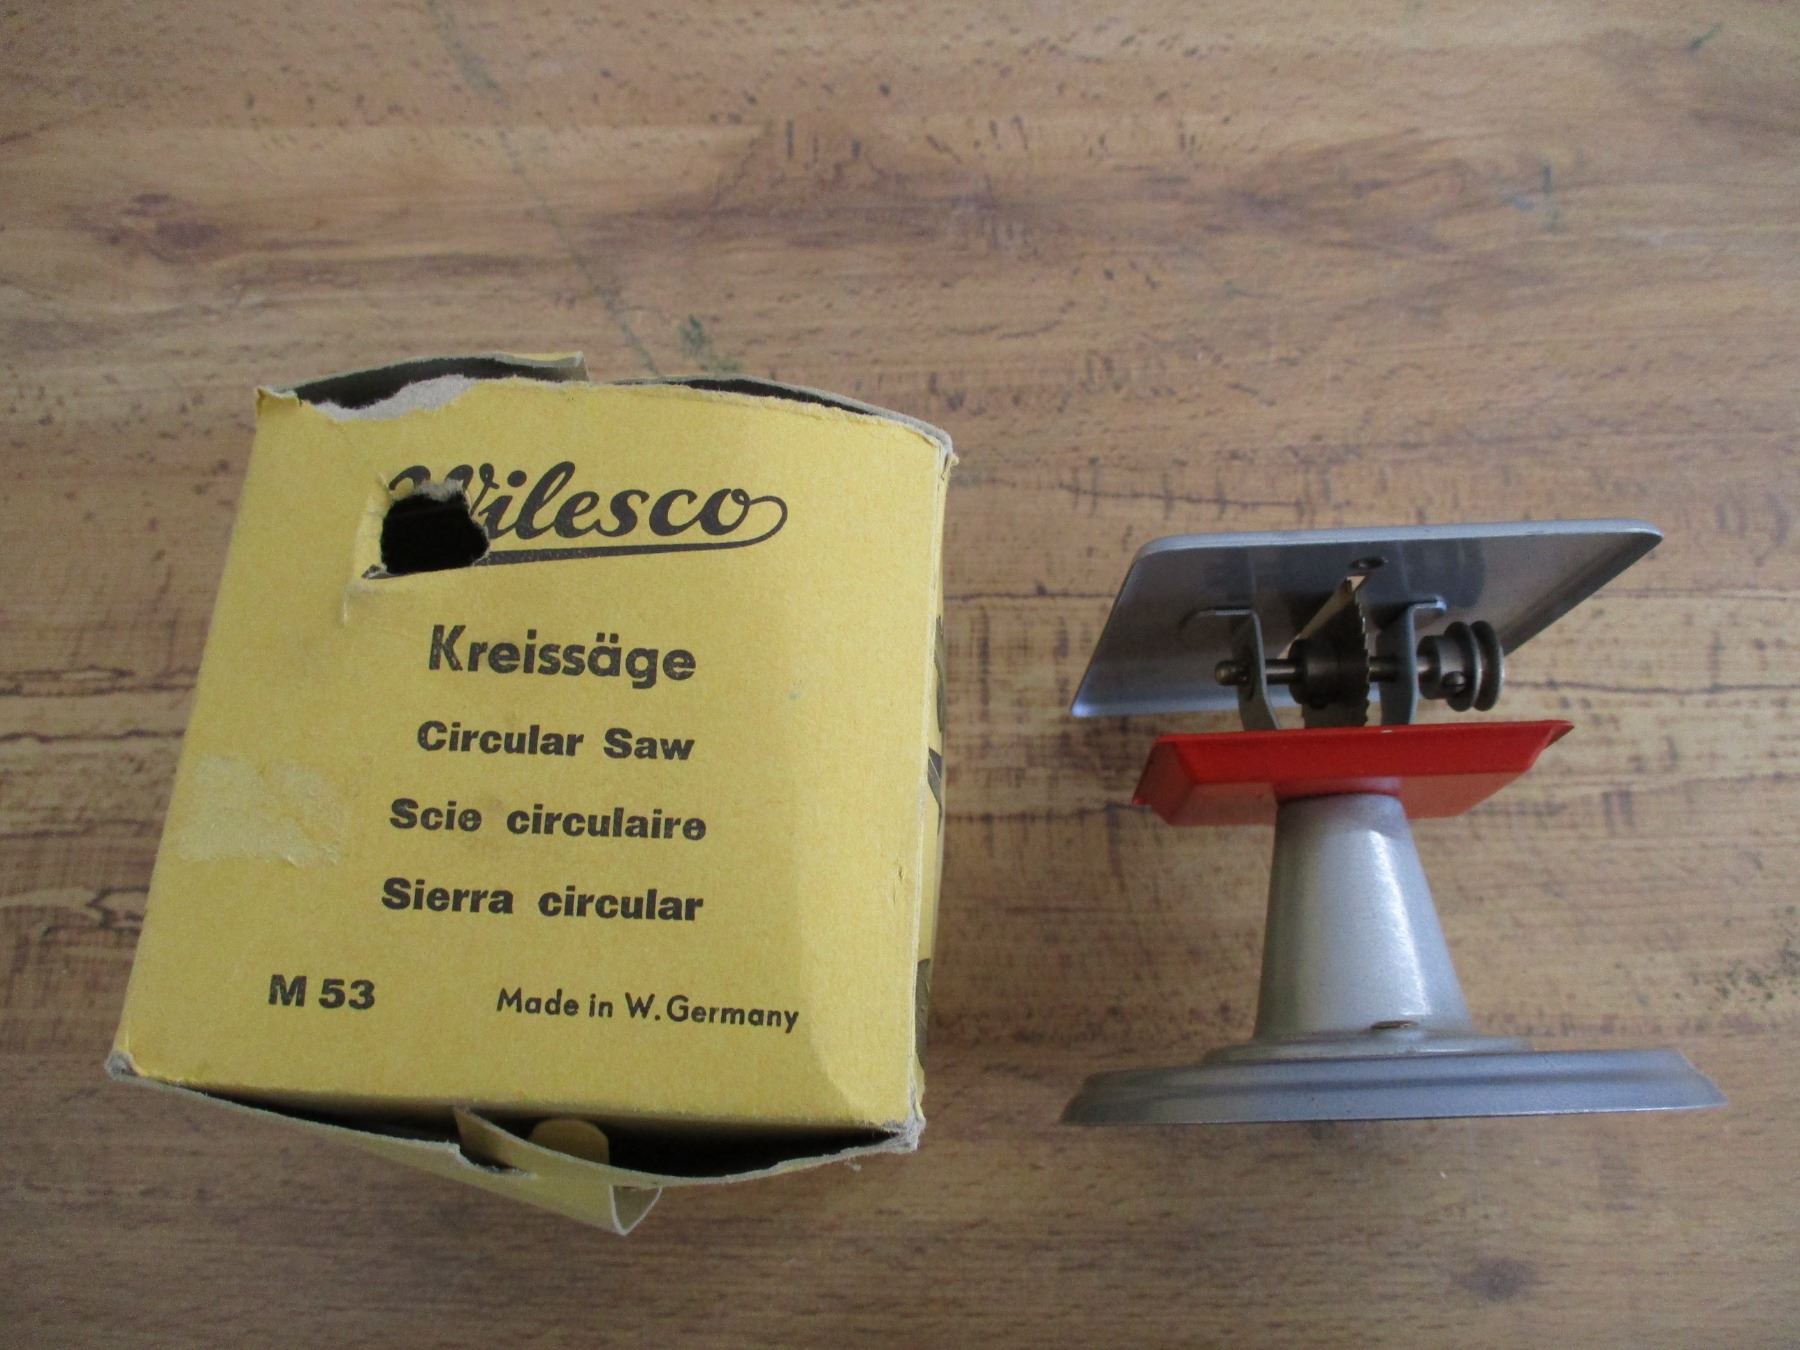 Wilesco
Kreissäge
Circular Saw
Scie circulaire
Sierra circular
M 53
Made in W. Germany